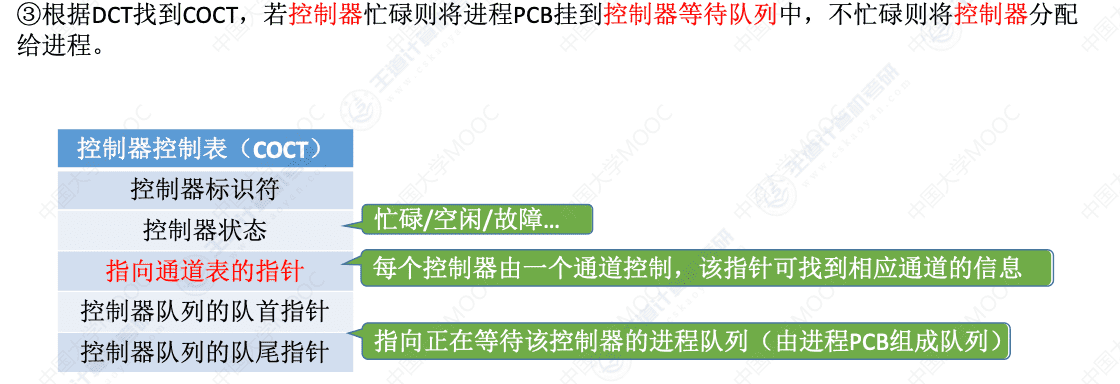 ③根据DCT找到COCT，若控制器忙碌则将进程PCB挂到控制器等待队列中，不忙碌则将控制器分配
给进程。
控制器控制表（COCT）
控制器标识符
控制器状态
忙碌/空闲/故障…
指向通道表的指针
每个控制器由一个通道控制，该指针可找到相应通道的信息
控制器队列的队首指针
控制器队列的队尾指针
指向正在等待该控制器的进程队列（由进程PCB组成队列）
中国大学MOOC
王道计算机考研